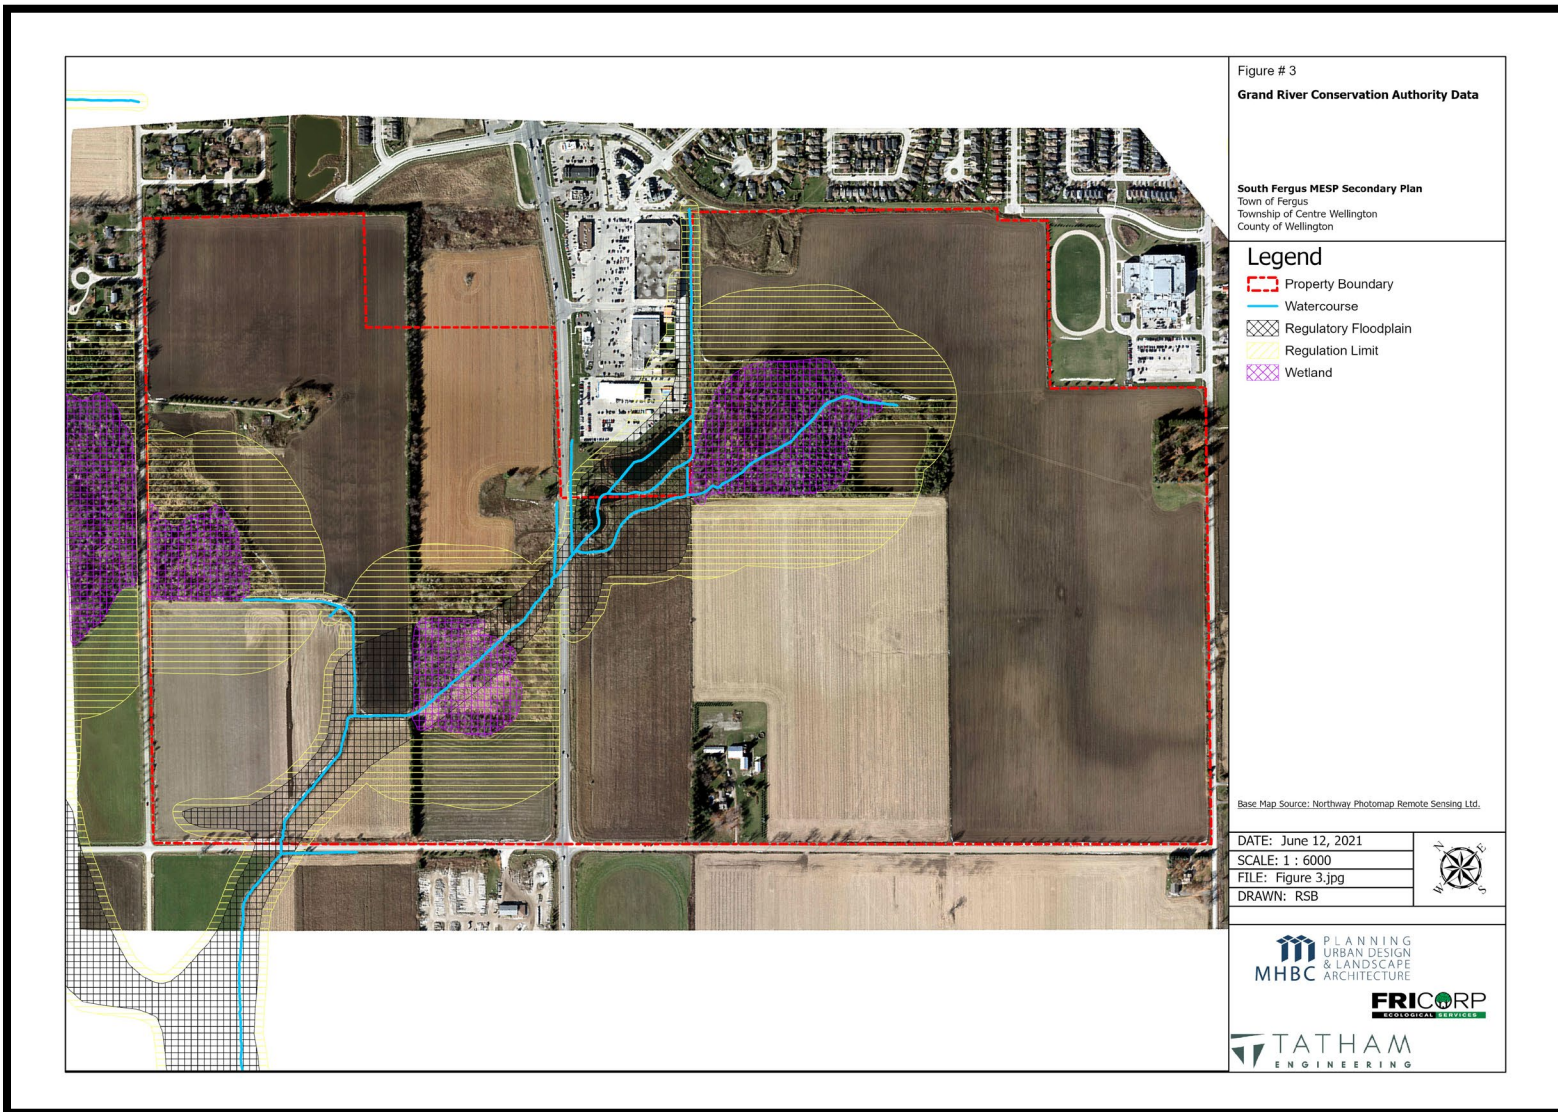 Figure # 3
Grand River Conservation Authority Data
South Fergus MESP Secondary Plan
Town of Fergus
Township of Centre Wellington
County of Wellington
Legend
Property Boundary
Watercourse
Regulatory Floodplain
Regulation Limit
Wetland
Base Map Source: Northway Photomap Remote Sensing Ltd.
DATE: June 12, 2021
SCALE: 1 : 6000
FILE: Figure 3.jpg
DRAWN: RSB
N
E
W
S
MHBC
PLANNING
URBAN DESIGN
& LANDSCAPE
ARCHITECTURE
FRICORP
ECOLOGICAL SERVICES
TATHAM
ENGINEERING